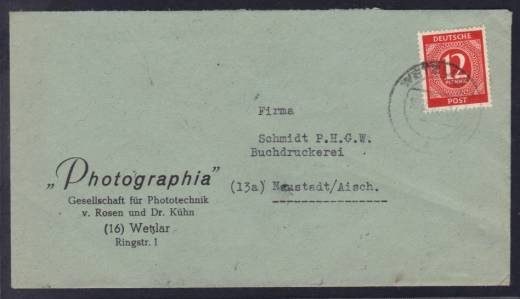 DEUTSCHE
12
PFENNIG
POST
Firma
Schmidt P.H.G.W.
Buchdruckerei
(13a) Neustadt/Aisch.
„Photographia"
Gesellschaft für Phototechnik
v. Rosen und Dr. Kühn
(16) Wetzlar
Ringstr. 1